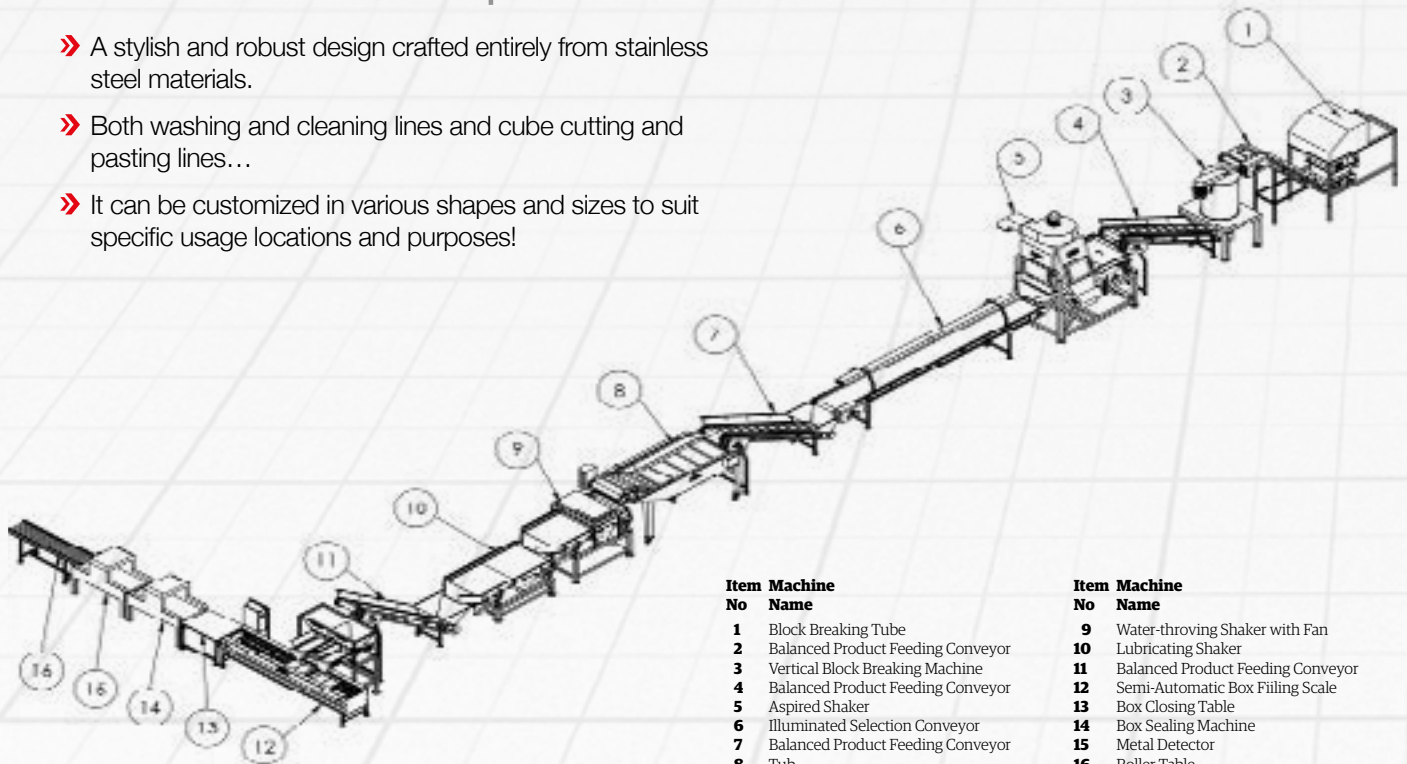 A stylish and robust design crafted entirely from stainless
steel materials.
Both washing and cleaning lines and cube cutting and
pasting lines…
It can be customized in various shapes and sizes to suit
specific usage locations and purposes!
1
2
3
4
5
6
7
8
9
10
11
16
15
14
13
12
Item Machine
No Name
1 Block Breaking Tube
2 Balanced Product Feeding Conveyor
3 Vertical Block Breaking Machine
4 Balanced Product Feeding Conveyor
5 Aspired Shaker
6 Illuminated Selection Conveyor
7 Balanced Product Feeding Conveyor
8 Tub
Item Machine
No Name
9 Water-throving Shaker with Fan
10 Lubricating Shaker
11 Balanced Product Feeding Conveyor
12 Semi-Automatic Box Fiiling Scale
13 Box Closing Table
14 Box Sealing Machine
15 Metal Detector
16 Roller Table